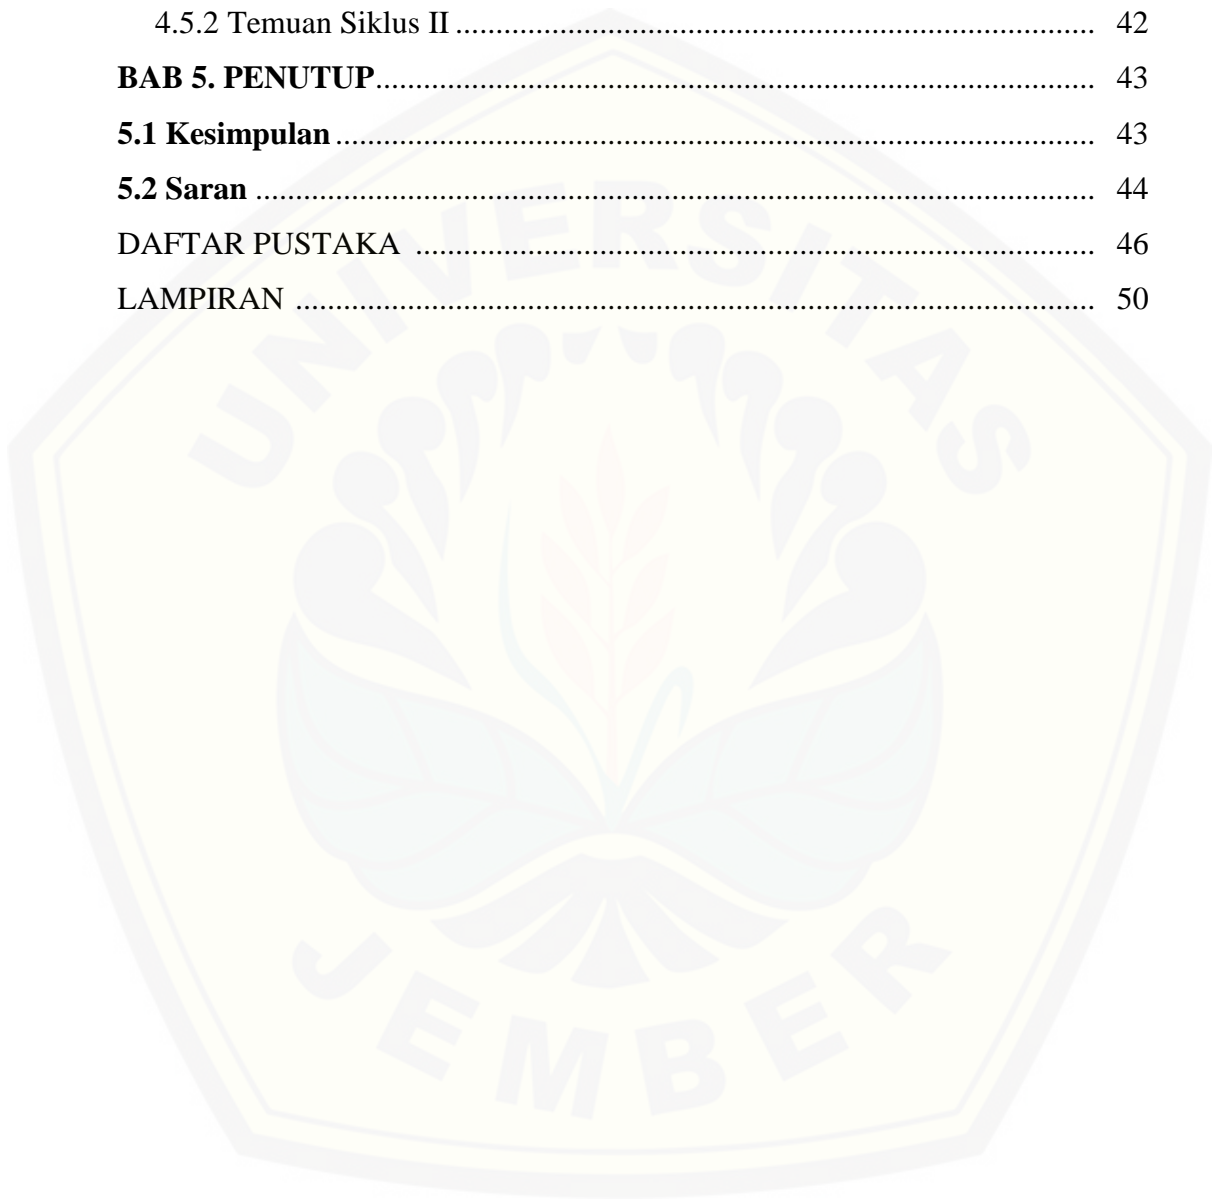 4.5.2 Temuan Siklus II ................................................................................ 42
BAB 5. PENUTUP.......................................................................................... 43
5.1 Kesimpulan ............................................................................................... 43
5.2 Saran ......................................................................................................... 44
DAFTAR PUSTAKA ..................................................................................... 46
LAMPIRAN .................................................................................................... 50
UNIVERSITAS
JEMBER